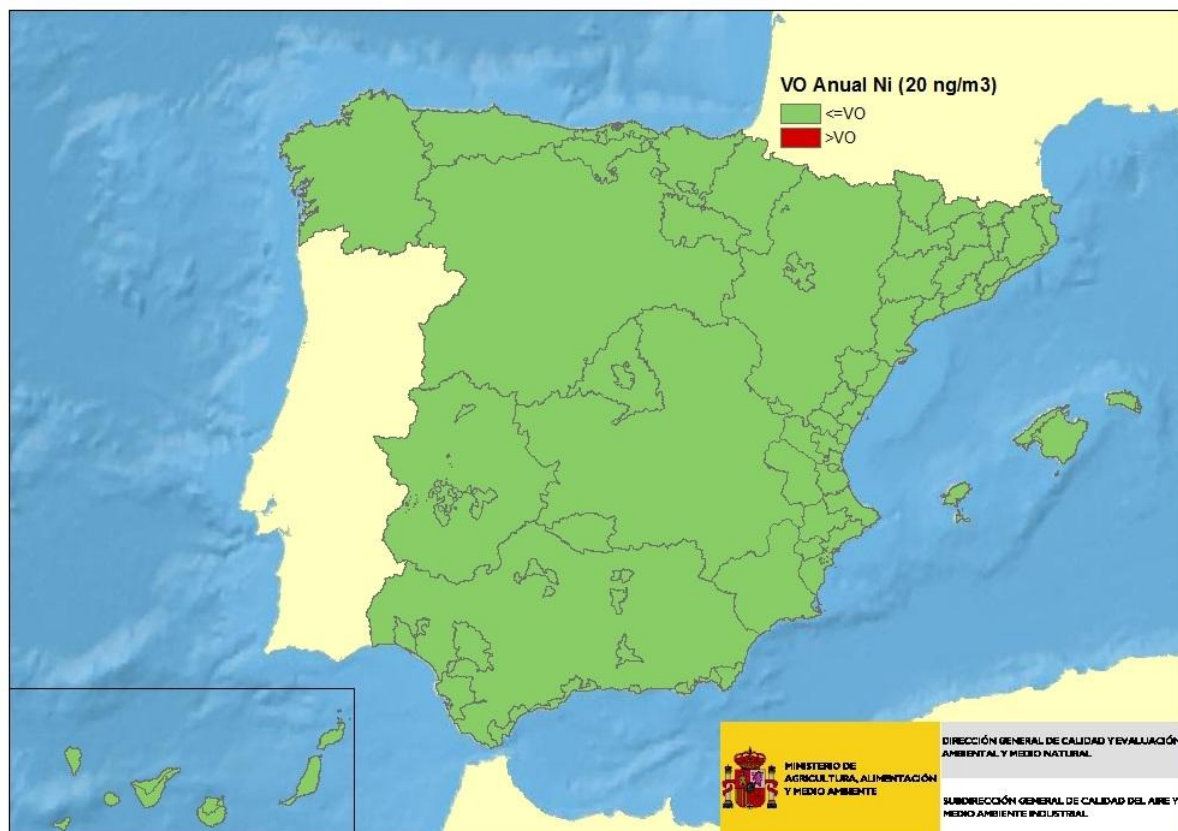 VO Anual Ni (20 ng/m3)
<=VO
>VO
MINISTERIO DE
AGRICULTURA, ALIMENTACIÓN
Y MEDIO AMBIENTE
DIRECCIÓN GENERAL DE CALIDAD Y EVALUACIÓN
AMBIENTAL Y MEDIO NATURAL
SUBDIRECCIÓN GENERAL DE CALIDAD DEL AIRE Y
MEDIO AMBIENTE INDUSTRIAL